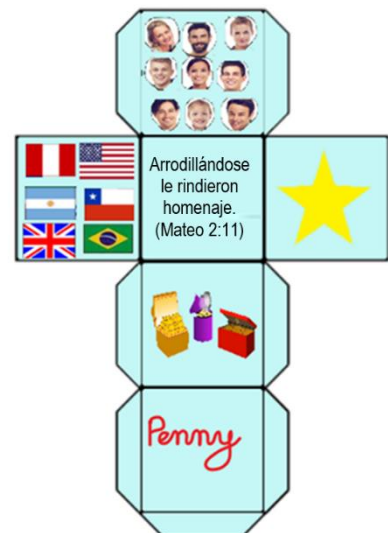 Arrodillándose
le rindieron
homenaje.
(Mateo 2:11)
Penny